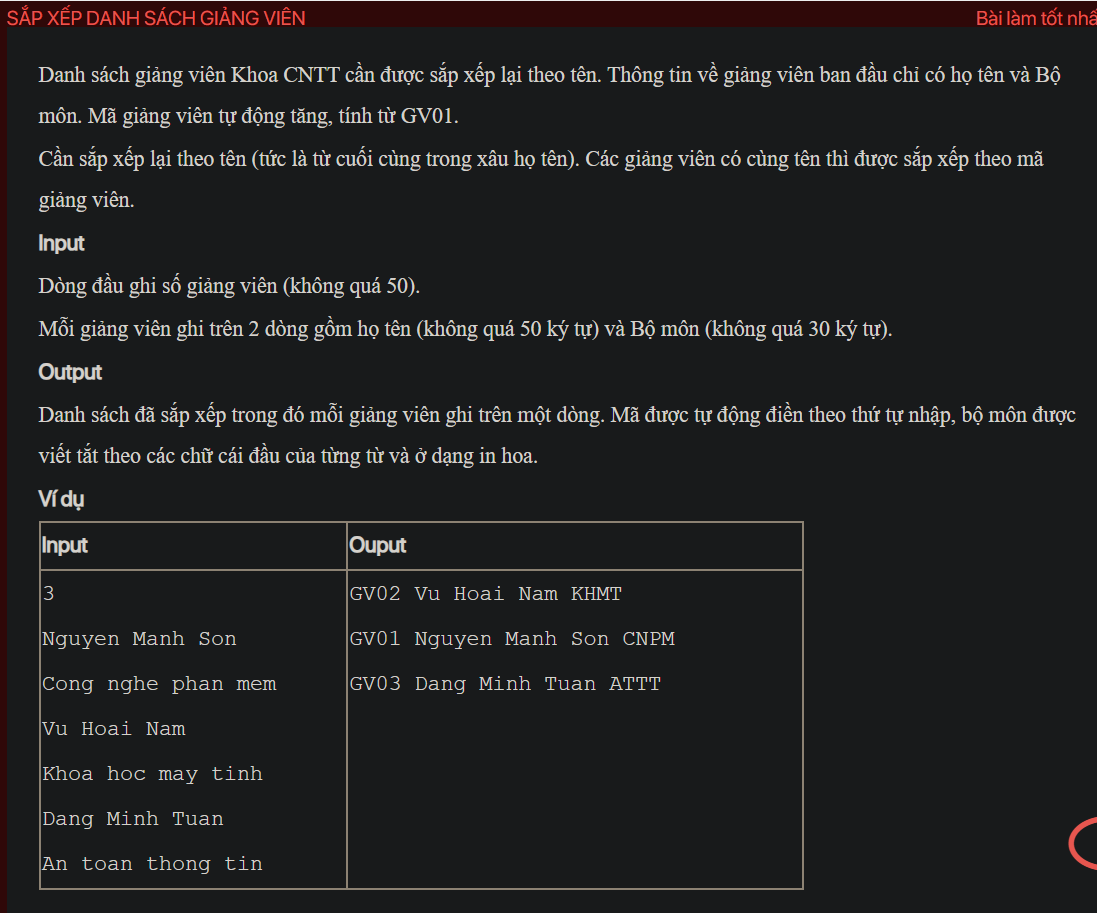 SẮP XẾP DANH SÁCH GIẢNG VIÊN
Bài làm tốt nhấ
Danh sách giảng viên Khoa CNTT cần được sắp xếp lại theo tên. Thông tin về giảng viên ban đầu chỉ có họ tên và Bộ
môn. Mã giảng viên tự động tăng, tính từ GV01.
Cần sắp xếp lại theo tên (tức là từ cuối cùng trong xâu họ tên). Các giảng viên có cùng tên thì được sắp xếp theo mã
giảng viên.
Input
Dòng đầu ghi số giảng viên (không quá 50).
Mỗi giảng viên ghi trên 2 dòng gồm họ tên (không quá 50 ký tự) và Bộ môn (không quá 30 ký tự).
Output
Danh sách đã sắp xếp trong đó mỗi giảng viên ghi trên một dòng. Mã được tự động điền theo thứ tự nhập, bộ môn được
viết tắt theo các chữ cái đầu của từng từ và ở dạng in hoa.
Ví dụ
Input
3
Nguyen Manh Son
Cong nghe phan mem
Vu Hoai Nam
Khoa hoc may tinh
Dang Minh Tuan
An toan thong tin
Ouput
GV02 Vu Hoai Nam KHMT
GV01 Nguyen Manh Son CNPM
GV03 Dang Minh Tuan ATTT